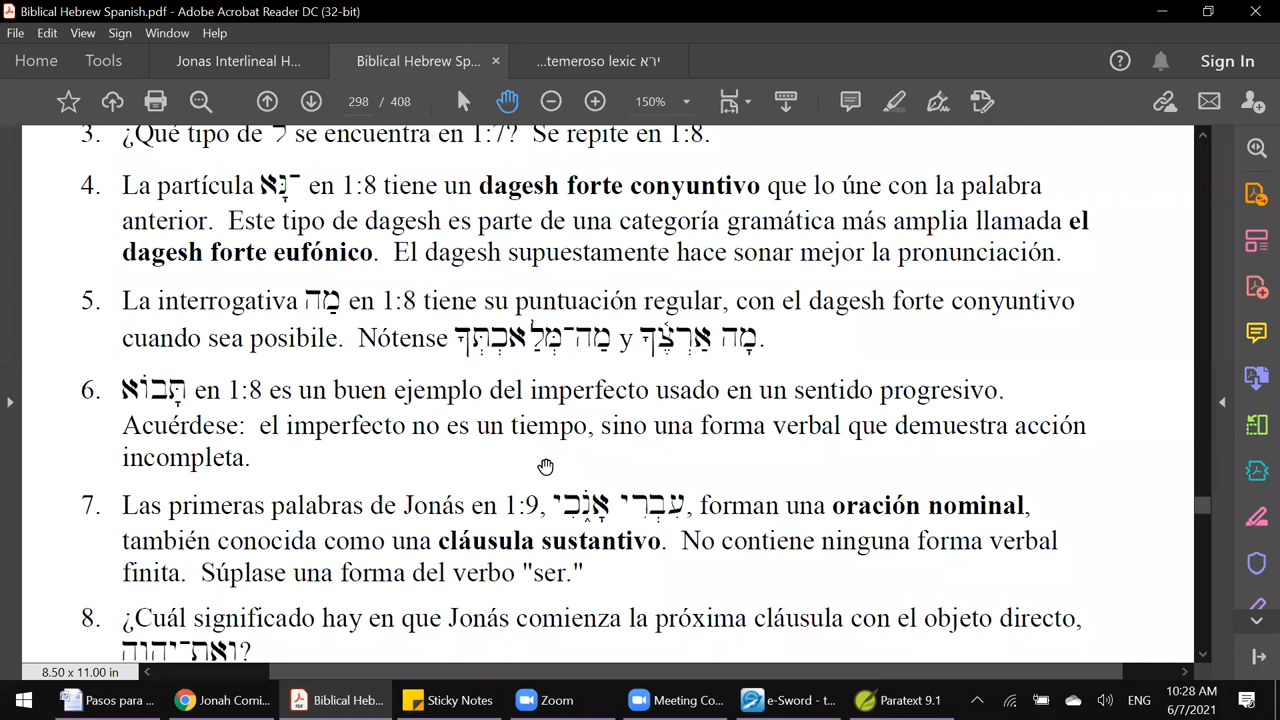 Biblical Hebrew Spanish.pdf - Adobe Acrobat Reader DC (32-bit)
File Edit View Sign Window Help
Home Tools Jonas Interlineal H... Biblical Hebrew Sp... × ...temeroso lexic ירא Sign In
298 / 408 150%
3. ¿Qué tipo de ל se encuentra en 1:7? Se repite en 1:8.
4. La partícula ־נָּא en 1:8 tiene un dagesh forte conyuntivo que lo úne con la palabra
anterior. Este tipo de dagesh es parte de una categoría gramática más amplia llamada el
dagesh forte eufónico. El dagesh supuestamente hace sonar mejor la pronunciación.
5. La interrogativa מַה en 1:8 tiene su puntuación regular, con el dagesh forte conyuntivo
cuando sea posibile. Nótense מַה־מְּלַאכְתְּךָ y מָה אַרְצֶ֔ךָ.
6. תָּבוֹא en 1:8 es un buen ejemplo del imperfecto usado en un sentido progresivo.
Acuérdese: el imperfecto no es un tiempo, sino una forma verbal que demuestra acción
incompleta.
7. Las primeras palabras de Jonás en 1:9, עִבְרִי אָנֹ֑כִי, forman una oración nominal,
también conocida como una cláusula sustantivo. No contiene ninguna forma verbal
finita. Súplase una forma del verbo "ser."
8. ¿Cuál significado hay en que Jonás comienza la próxima cláusula con el objeto directo,
ואת־יהוה?
8.50 x 11.00 in
Pasos para ... Jonah Comi... Biblical Heb... Sticky Notes Zoom Meeting Co... e-Sword - t... Paratext 9.1 ENG 10:28 AM
6/7/2021